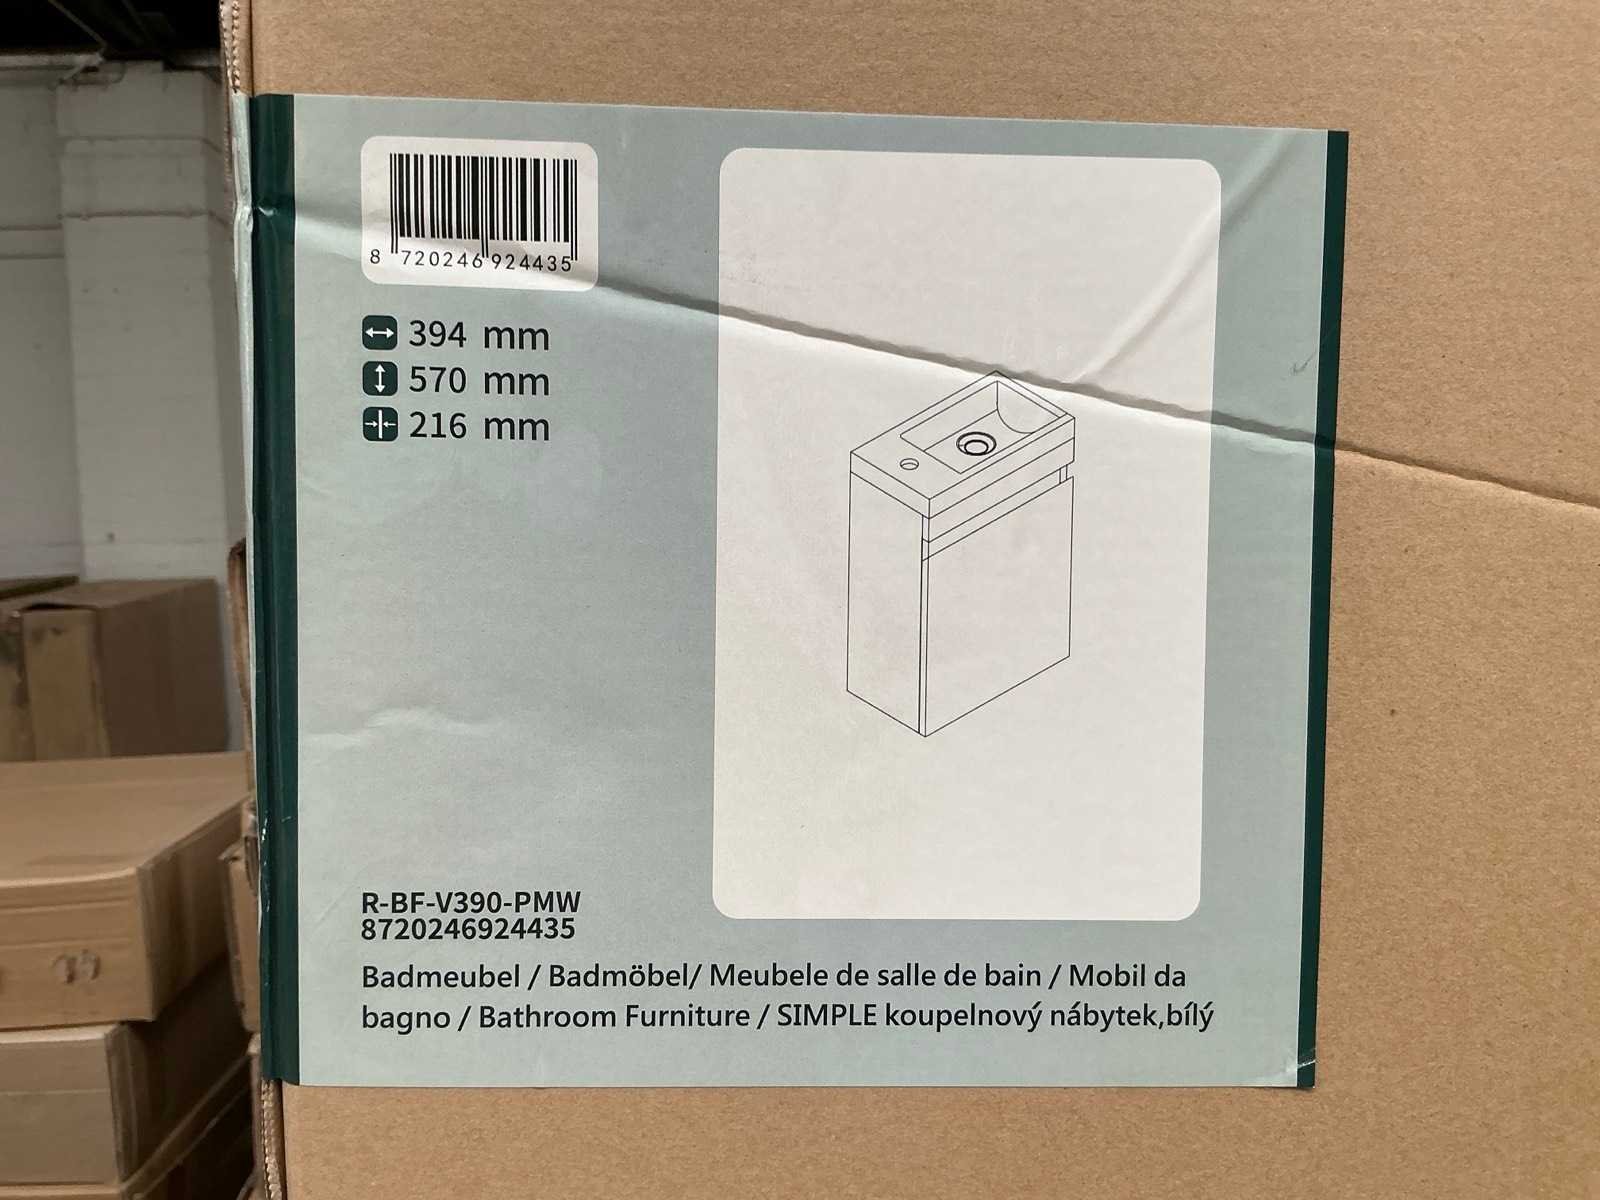 8 720246 924435
394 mm
570 mm
216 mm
R-BF-V390-PMW
8720246924435
Badmeubel / Badmöbel/ Meubele de salle de bain / Mobil da
bagno / Bathroom Furniture / SIMPLE koupelnový nábytek,bílý